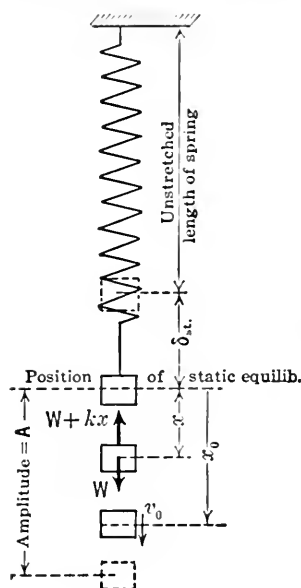 Unstretched
length of spring
δst.
Position of static equilib.
W + kx
x
x₀
W
Amplitude = A
v₀